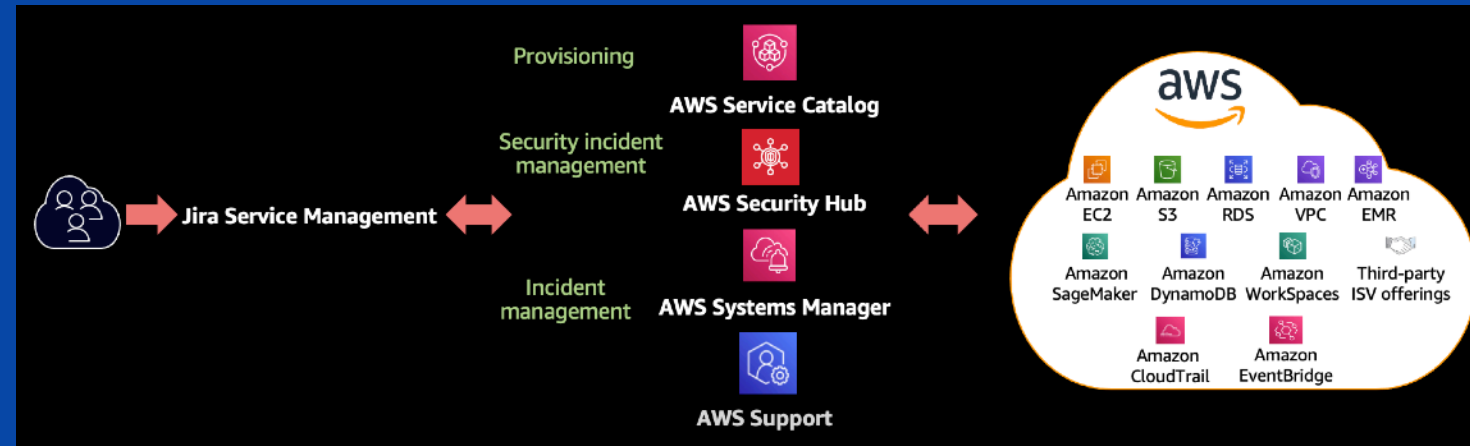 Provisioning
AWS Service Catalog
Security incident
management
AWS Security Hub
Jira Service Management
Incident
management
AWS Systems Manager
AWS Support
aws
Amazon EC2
Amazon S3
Amazon RDS
Amazon VPC
Amazon EMR
Amazon SageMaker
Amazon DynamoDB
Amazon WorkSpaces
Third-party ISV offerings
Amazon CloudTrail
Amazon EventBridge